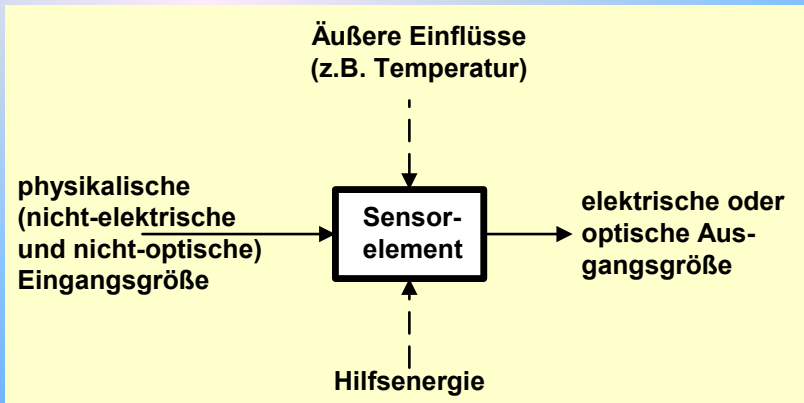 Äußere Einflüsse
(z.B. Temperatur)
physikalische
(nicht-elektrische
und nicht-optische)
Eingangsgröße
Sensor-
element
elektrische oder
optische Aus-
gangsgröße
Hilfsenergie